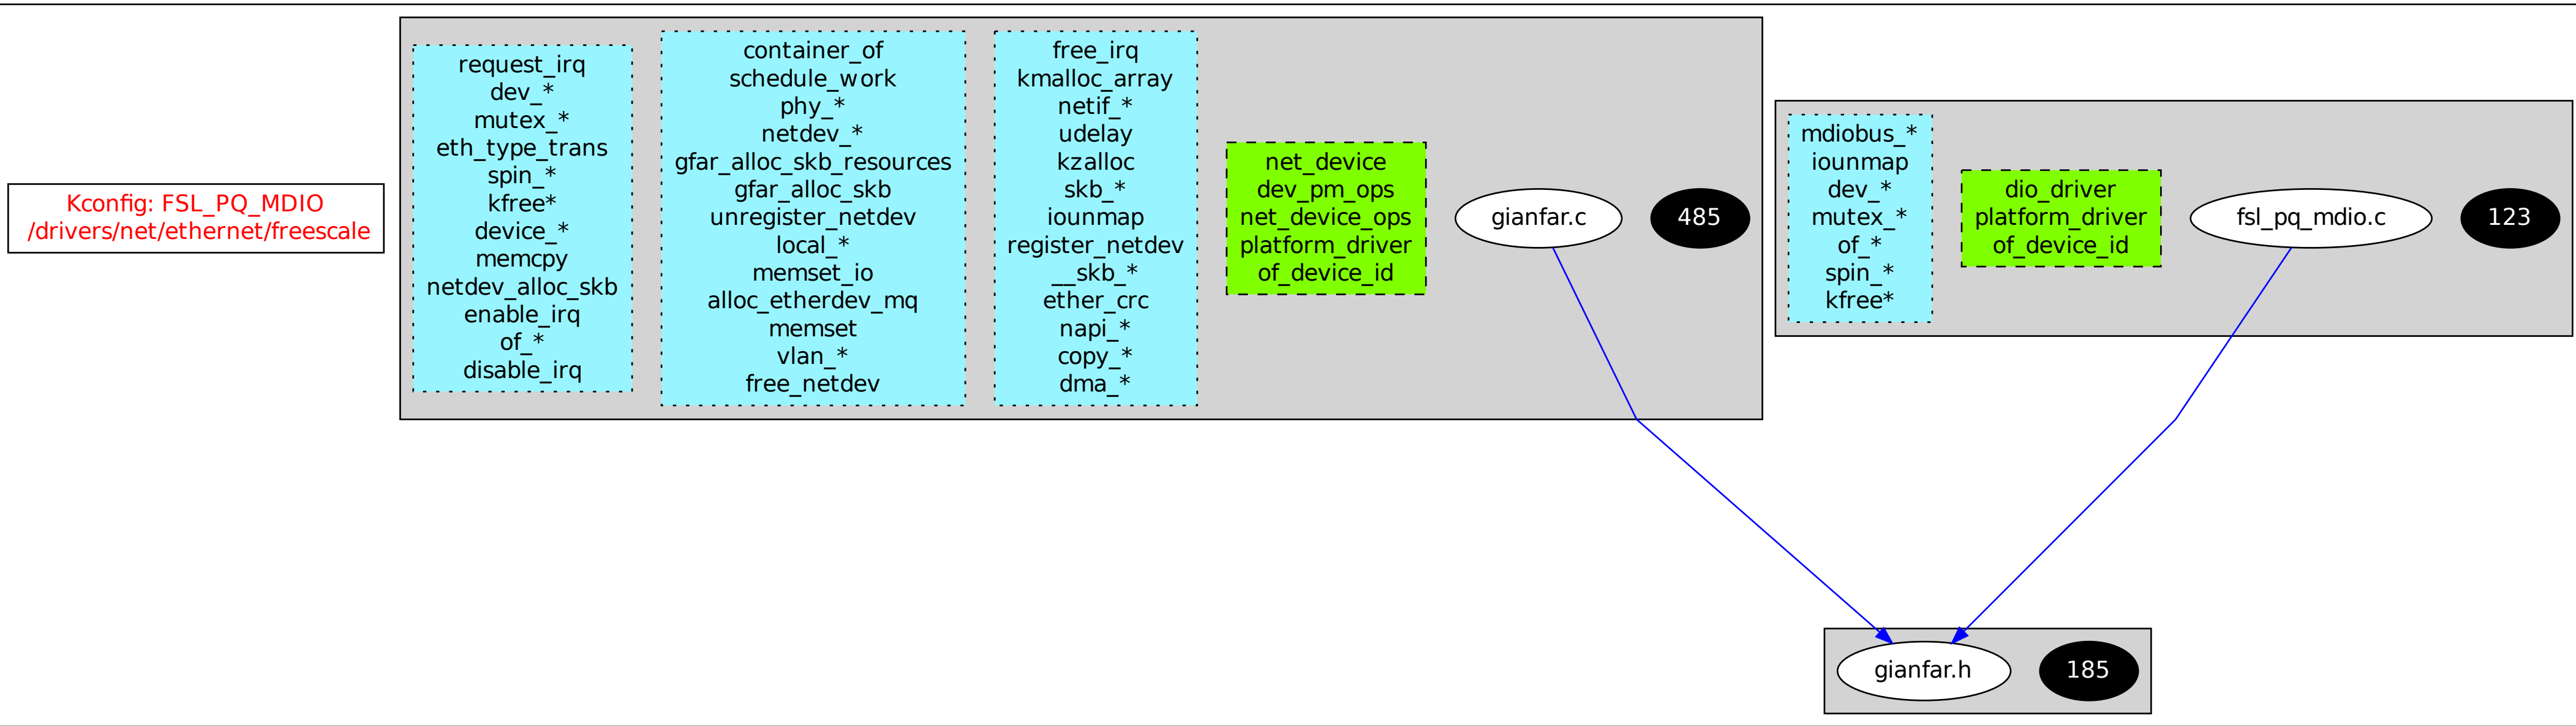 Kconfig: FSL_PQ_MDIO
/drivers/net/ethernet/freescale
request_irq
dev_*
mutex_*
eth_type_trans
spin_*
kfree*
device_*
memcpy
netdev_alloc_skb
enable_irq
of_*
disable_irq
container_of
schedule_work
phy_*
netdev_*
gfar_alloc_skb_resources
gfar_alloc_skb
unregister_netdev
local_*
memset_io
alloc_etherdev_mq
memset
vlan_*
free_netdev
free_irq
kmalloc_array
netif_*
udelay
kzalloc
skb_*
iounmap
register_netdev
__skb_*
ether_crc
napi_*
copy_*
dma_*
net_device
dev_pm_ops
net_device_ops
platform_driver
of_device_id
gianfar.c
485
mdiobus_*
iounmap
dev_*
mutex_*
of_*
spin_*
kfree*
dio_driver
platform_driver
of_device_id
fsl_pq_mdio.c
123
gianfar.h
185